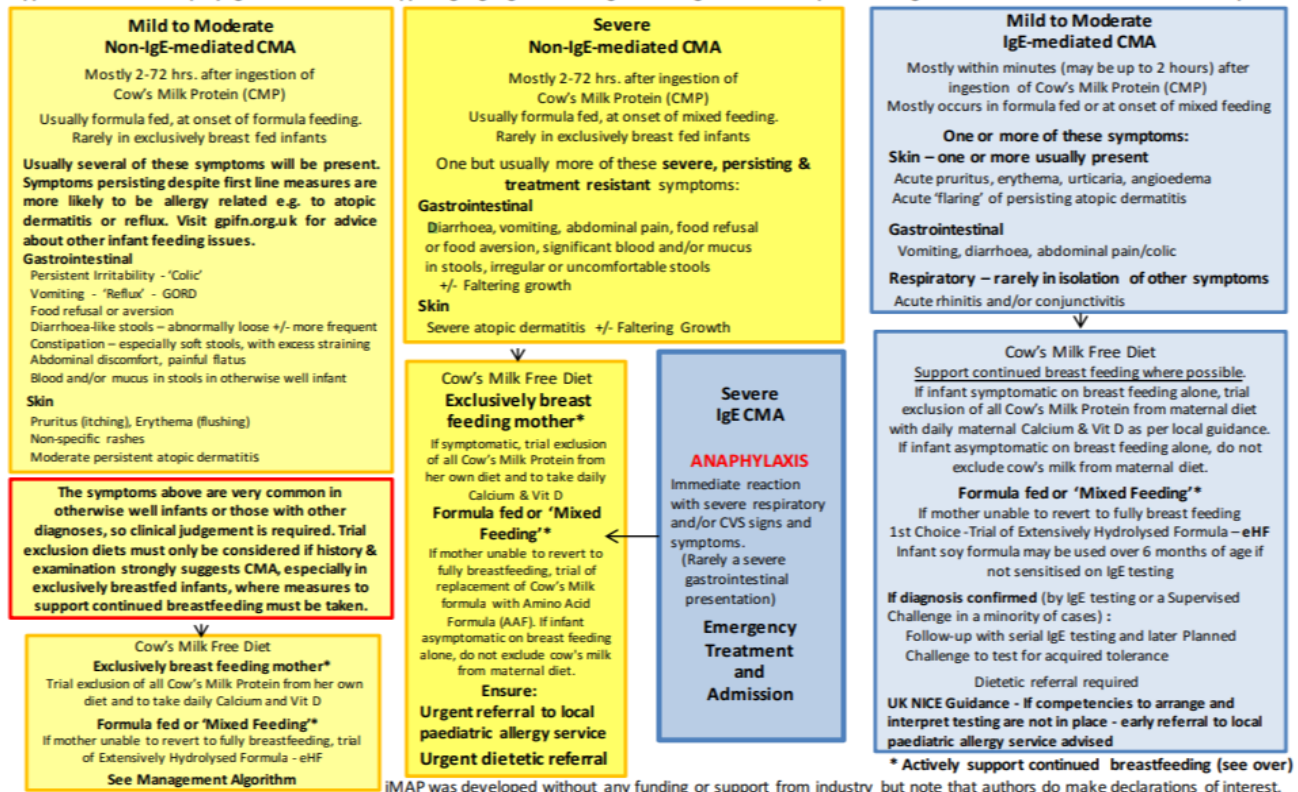 Mild to Moderate
Non-IgE-mediated CMA
Mostly 2-72 hrs. after ingestion of
Cow's Milk Protein (CMP)
Usually formula fed, at onset of formula feeding.
Rarely in exclusively breast fed infants
Usually several of these symptoms will be present.
Symptoms persisting despite first line measures are
more likely to be allergy related e.g. to atopic
dermatitis or reflux. Visit gpifn.org.uk for advice
about other infant feeding issues.
Gastrointestinal
Persistent Irritability - 'Colic'
Vomiting - 'Reflux' - GORD
Food refusal or aversion
Diarrhoea-like stools – abnormally loose +/- more frequent
Constipation – especially soft stools, with excess straining
Abdominal discomfort, painful flatus
Blood and/or mucus in stools in otherwise well infant
Skin
Pruritus (itching), Erythema (flushing)
Non-specific rashes
Moderate persistent atopic dermatitis
The symptoms above are very common in
otherwise well infants or those with other
diagnoses, so clinical judgement is required. Trial
exclusion diets must only be considered if history &
examination strongly suggests CMA, especially in
exclusively breastfed infants, where measures to
support continued breastfeeding must be taken.
Cow's Milk Free Diet
Exclusively breast feeding mother*
Trial exclusion of all Cow's Milk Protein from her own
diet and to take daily Calcium and Vit D
Formula fed or 'Mixed Feeding'*
If mother unable to revert to fully breastfeeding, trial
of Extensively Hydrolysed Formula - eHF
See Management Algorithm
Severe
Non-IgE-mediated CMA
Mostly 2-72 hrs. after ingestion of
Cow's Milk Protein (CMP)
Usually formula fed, at onset of mixed feeding.
Rarely in exclusively breast fed infants
One but usually more of these severe, persisting &
treatment resistant symptoms:
Gastrointestinal
Diarrhoea, vomiting, abdominal pain, food refusal
or food aversion, significant blood and/or mucus
in stools, irregular or uncomfortable stools
+/- Faltering growth
Skin
Severe atopic dermatitis +/- Faltering Growth
Cow's Milk Free Diet
Exclusively breast
feeding mother*
If symptomatic, trial exclusion
of all Cow's Milk Protein from
her own diet and to take daily
Calcium & Vit D
Formula fed or 'Mixed
Feeding'*
If mother unable to revert to
fully breastfeeding, trial of
replacement of Cow's Milk
formula with Amino Acid
Formula (AAF). If infant
asymptomatic on breast feeding
alone, do not exclude cow's milk
from maternal diet.
Ensure:
Urgent referral to local
paediatric allergy service
Urgent dietetic referral
Severe
IgE CMA
ANAPHYLAXIS
Immediate reaction
with severe respiratory
and/or CVS signs and
symptoms.
(Rarely a severe
gastrointestinal
presentation)
Emergency
Treatment
and
Admission
Mild to Moderate
IgE-mediated CMA
Mostly within minutes (may be up to 2 hours) after
ingestion of Cow's Milk Protein (CMP)
Mostly occurs in formula fed or at onset of mixed feeding
One or more of these symptoms:
Skin – one or more usually present
Acute pruritus, erythema, urticaria, angioedema
Acute 'flaring' of persisting atopic dermatitis
Gastrointestinal
Vomiting, diarrhoea, abdominal pain/colic
Respiratory – rarely in isolation of other symptoms
Acute rhinitis and/or conjunctivitis
Cow's Milk Free Diet
Support continued breast feeding where possible.
If infant symptomatic on breast feeding alone, trial
exclusion of all Cow's Milk Protein from maternal diet
with daily maternal Calcium & Vit D as per local guidance.
If infant asymptomatic on breast feeding alone, do not
exclude cow's milk from maternal diet.
Formula fed or 'Mixed Feeding'*
If mother unable to revert to fully breast feeding
1st Choice -Trial of Extensively Hydrolysed Formula – eHF
Infant soy formula may be used over 6 months of age if
not sensitised on IgE testing
If diagnosis confirmed (by IgE testing or a Supervised
Challenge in a minority of cases) :
Follow-up with serial IgE testing and later Planned
Challenge to test for acquired tolerance
Dietetic referral required
UK NICE Guidance - If competencies to arrange and
interpret testing are not in place - early referral to local
paediatric allergy service advised
* Actively support continued breastfeeding (see over)
iMAP was developed without any funding or support from industry but note that authors do make declarations of interest.